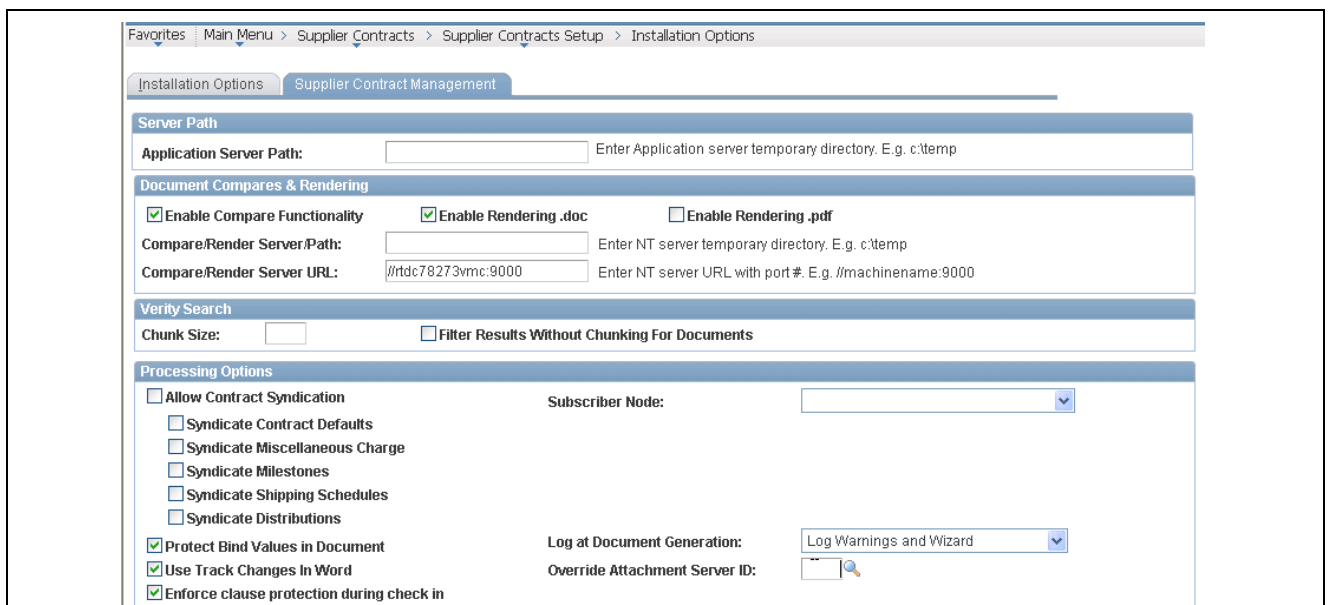 Favorites Main Menu > Supplier Contracts > Supplier Contracts Setup > Installation Options
Installation Options Supplier Contract Management
Server Path
Application Server Path: Enter Application server temporary directory. E.g. c:\temp
Document Compares & Rendering
Enable Compare Functionality Enable Rendering .doc Enable Rendering .pdf
Compare/Render Server/Path: Enter NT server temporary directory. E.g. c:\temp
Compare/Render Server URL: //rtdc78273vmc:9000 Enter NT server URL with port #. E.g. //machinename:9000
Verity Search
Chunk Size: Filter Results Without Chunking For Documents
Processing Options
Allow Contract Syndication Subscriber Node:
Syndicate Contract Defaults
Syndicate Miscellaneous Charge
Syndicate Milestones
Syndicate Shipping Schedules
Syndicate Distributions
Protect Bind Values in Document Log at Document Generation: Log Warnings and Wizard
Use Track Changes In Word Override Attachment Server ID:
Enforce clause protection during check in